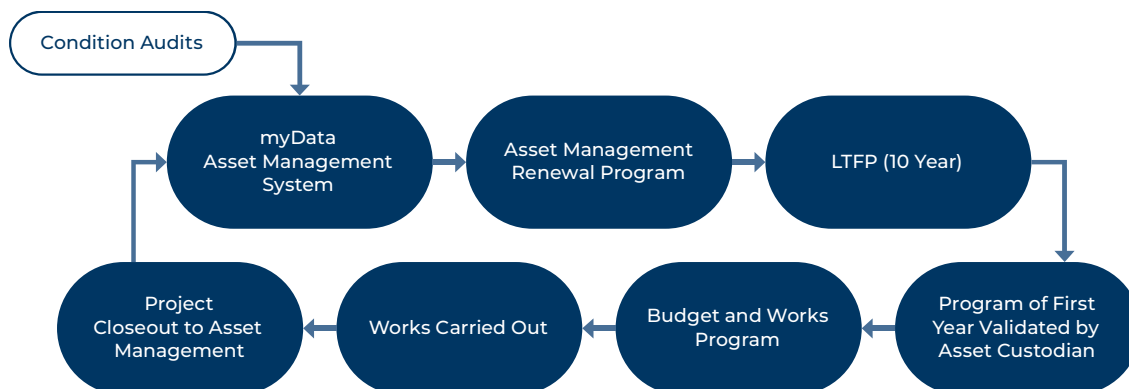 Condition Audits
myData
Asset Management
System
Asset Management
Renewal Program
LTFP (10 Year)
Program of First
Year Validated by
Asset Custodian
Budget and Works
Program
Works Carried Out
Project
Closeout to Asset
Management